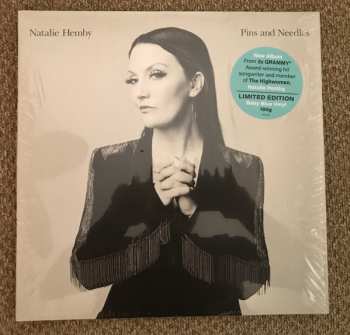 Natalie Hemby
Pins and Needles
New Album
From 2x GRAMMY®
Award-winning hit
songwriter and member
of The Highwomen,
Natalie Hemby
LIMITED EDITION
Baby Blue Vinyl
180g